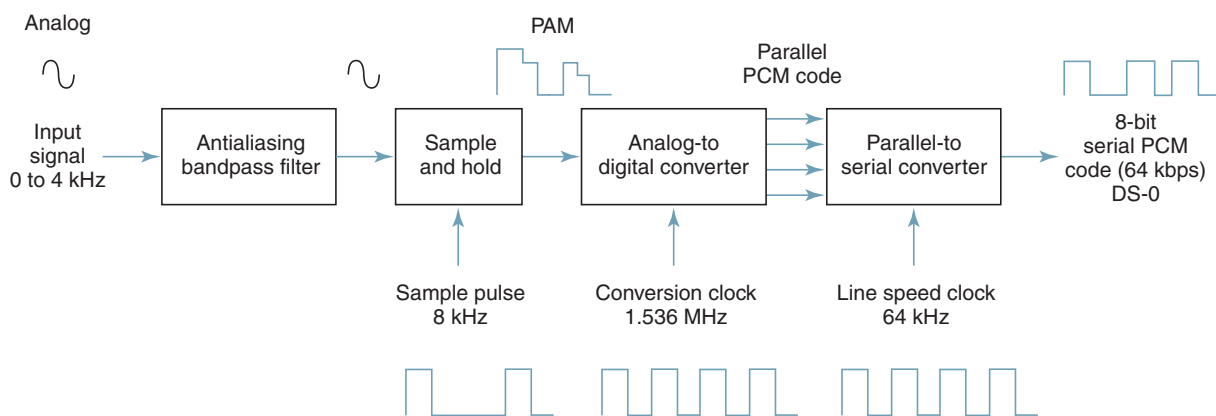 Analog
PAM
Parallel
PCM code
Input
signal
0 to 4 kHz
Antialiasing
bandpass filter
Sample
and hold
Analog-to
digital converter
Parallel-to
serial converter
8-bit
serial PCM
code (64 kbps)
DS-0
Sample pulse
8 kHz
Conversion clock
1.536 MHz
Line speed clock
64 kHz